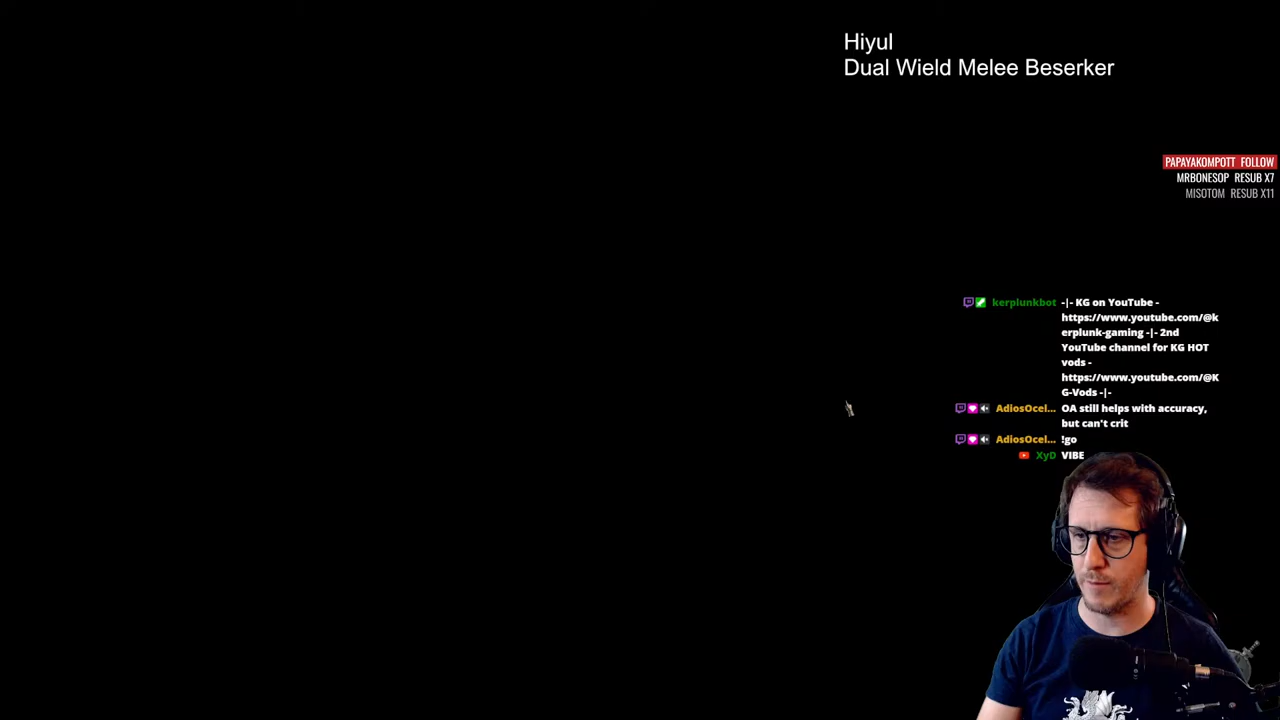 Hiyul
Dual Wield Melee Beserker
PAPAYAKOMPOTT FOLLOW
MRBONESOP RESUB X7
MISOTOM RESUB X11
kerplunkbot -|- KG on YouTube -
https://www.youtube.com/@k
erplunk-gaming -|- 2nd
YouTube channel for KG HOT
vods -
https://www.youtube.com/@K
G-Vods -|-
AdiosOcel... OA still helps with accuracy,
but can't crit
AdiosOcel... !go
XyD VIBE